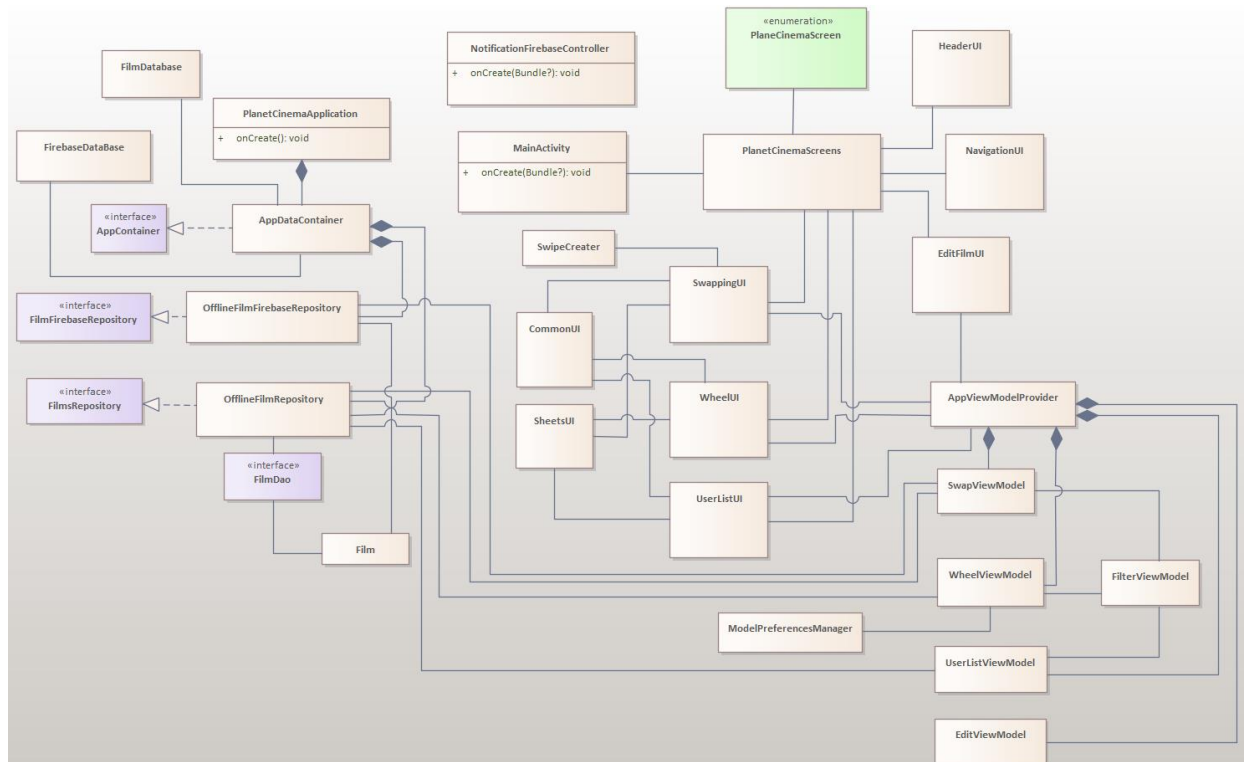 «enumeration»
PlaneCinemaScreen
NotificationFirebaseController
+ onCreate(Bundle?): void
HeaderUI
FilmDatabase
PlanetCinemaApplication
+ onCreate(): void
FirebaseDataBase
MainActivity
+ onCreate(Bundle?): void
PlanetCinemaScreens
NavigationUI
«interface»
AppContainer
AppDataContainer
SwipeCreater
EditFilmUI
SwappingUI
«interface»
FilmFirebaseRepository
OfflineFilmFirebaseRepository
CommonUI
«interface»
FilmsRepository
OfflineFilmRepository
WheelUI
AppViewModelProvider
SheetsUI
«interface»
FilmDao
UserListUI
SwapViewModel
Film
WheelViewModel
FilterViewModel
ModelPreferencesManager
UserListViewModel
EditViewModel